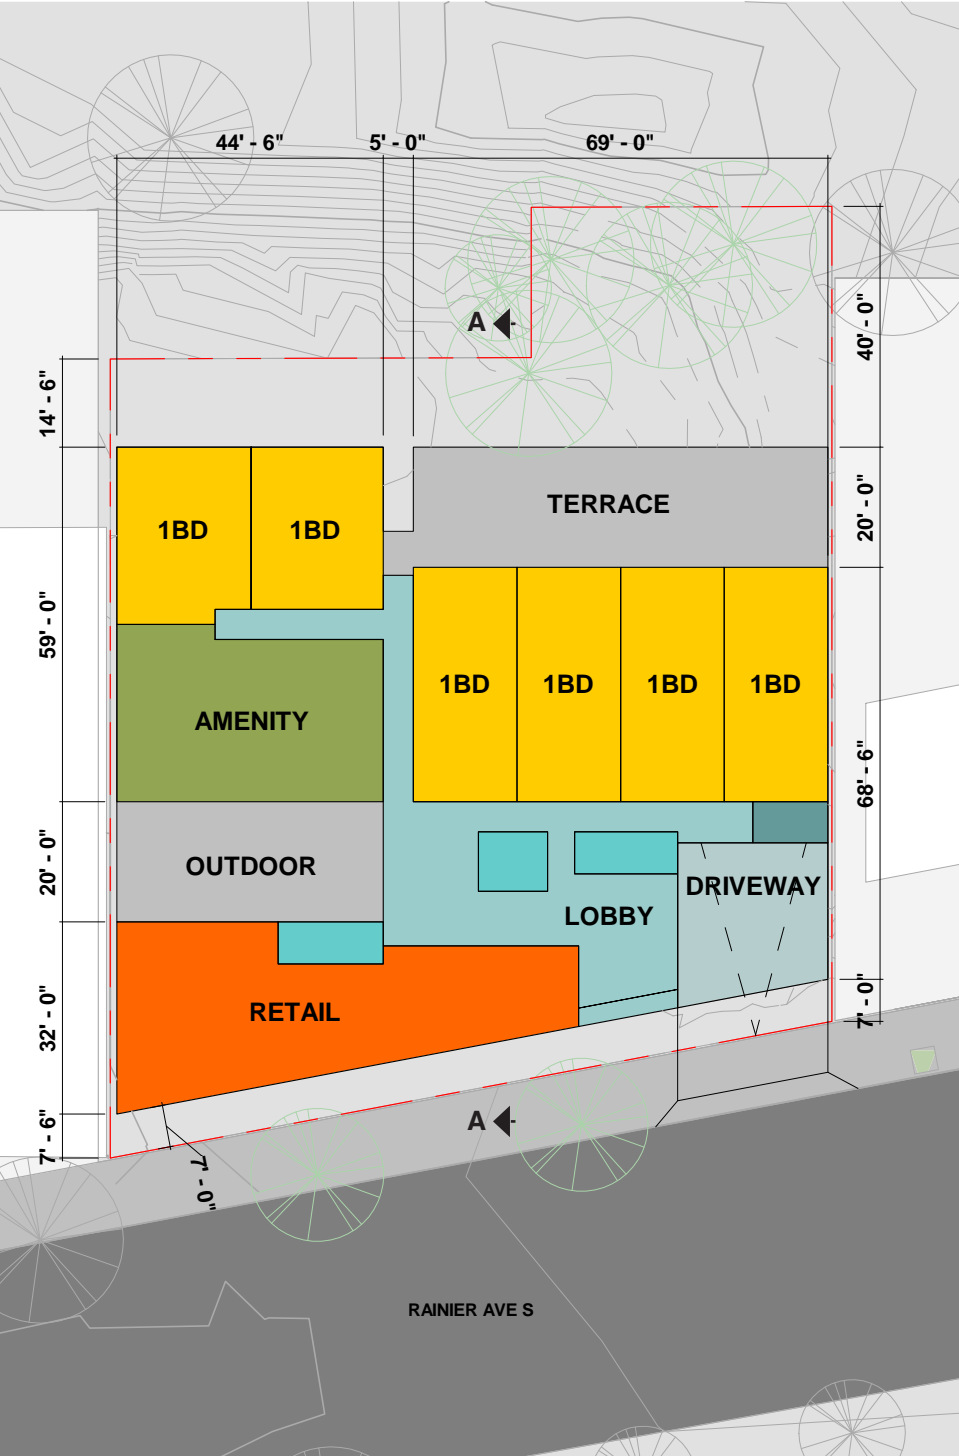 44' - 6"
5' - 0"
69' - 0"
A
40' - 0"
14' - 6"
TERRACE
20' - 0"
1BD
1BD
59' - 0"
1BD
1BD
1BD
1BD
AMENITY
68' - 6"
20' - 0"
OUTDOOR
DRIVEWAY
LOBBY
RETAIL
32' - 0"
7' - 0"
A
7' - 6"
7' - 0"
RAINIER AVE S